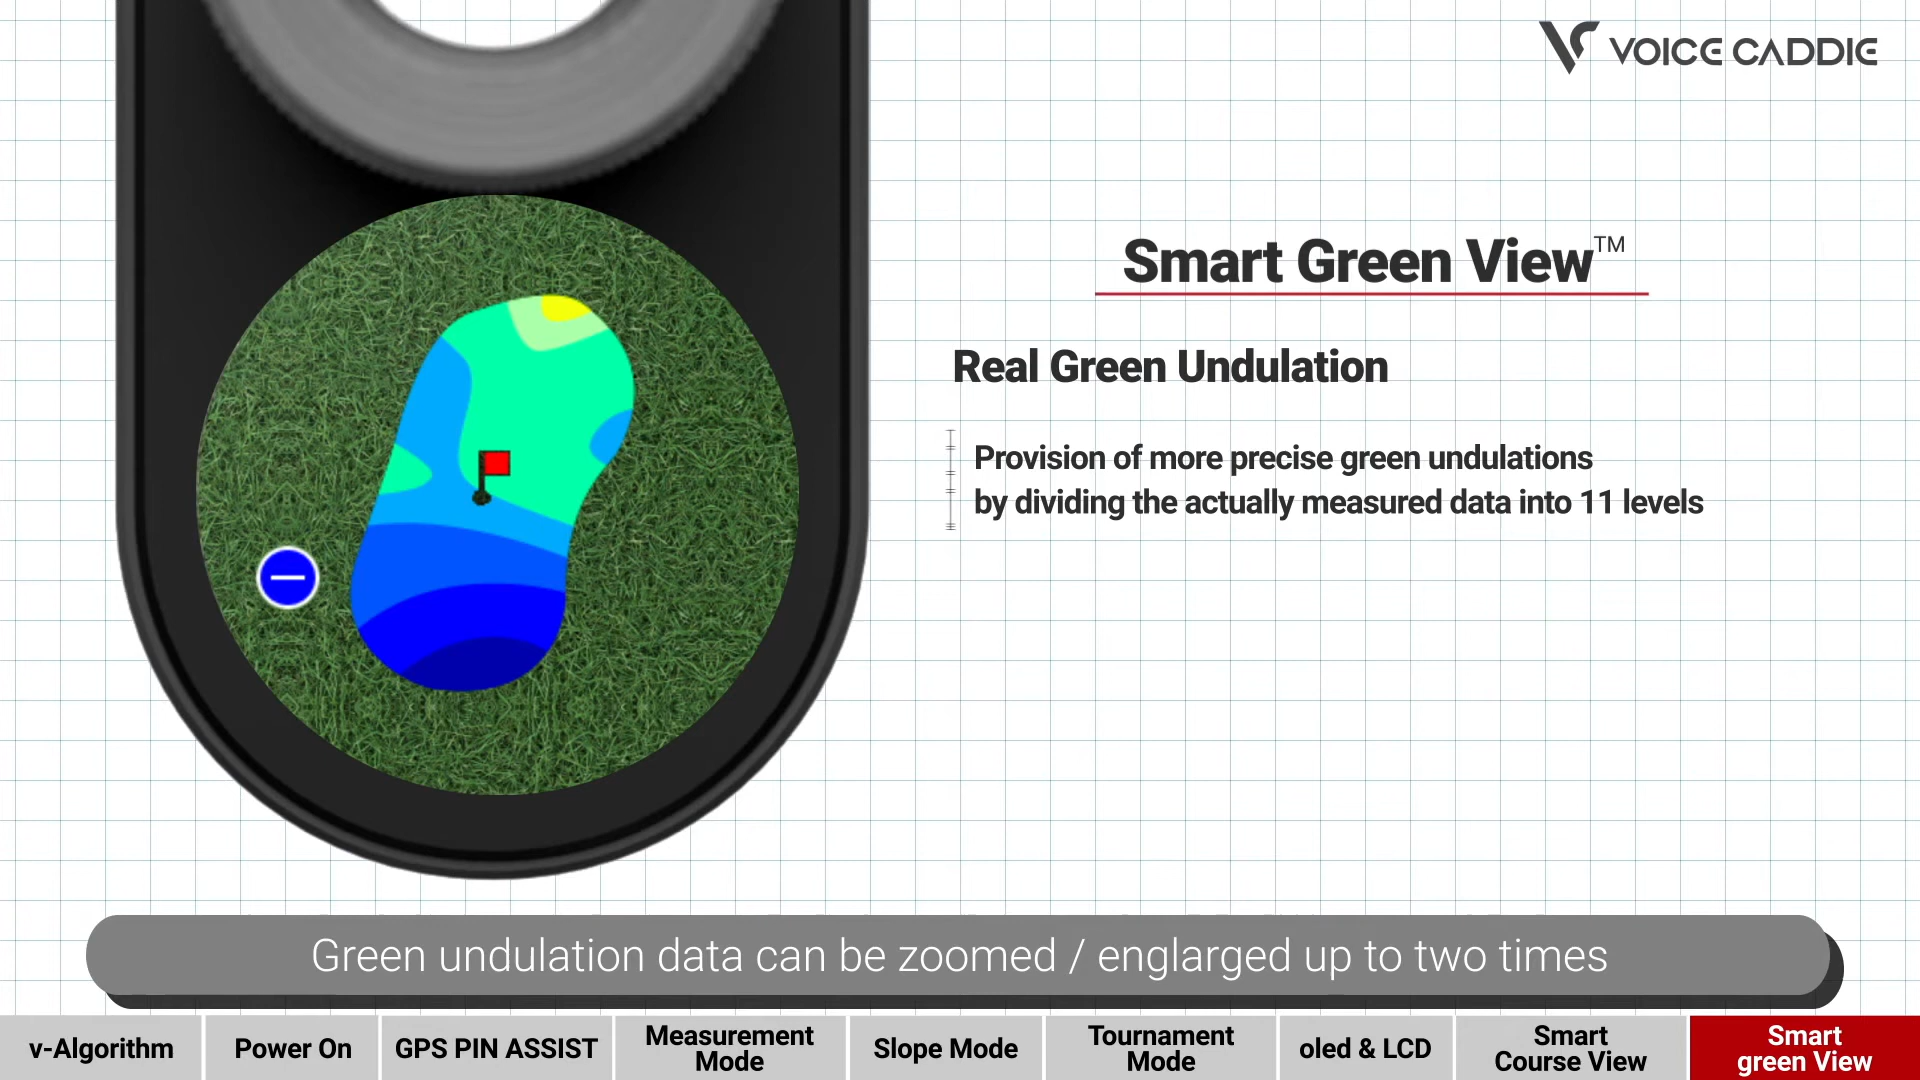 VOICE CADDIE
Smart Green View™
Real Green Undulation
Provision of more precise green undulations
by dividing the actually measured data into 11 levels
Green undulation data can be zoomed / englarged up to two times
v-Algorithm
Power On
GPS PIN ASSIST
Measurement
Mode
Slope Mode
Tournament
Mode
oled & LCD
Smart
Course View
Smart
green View